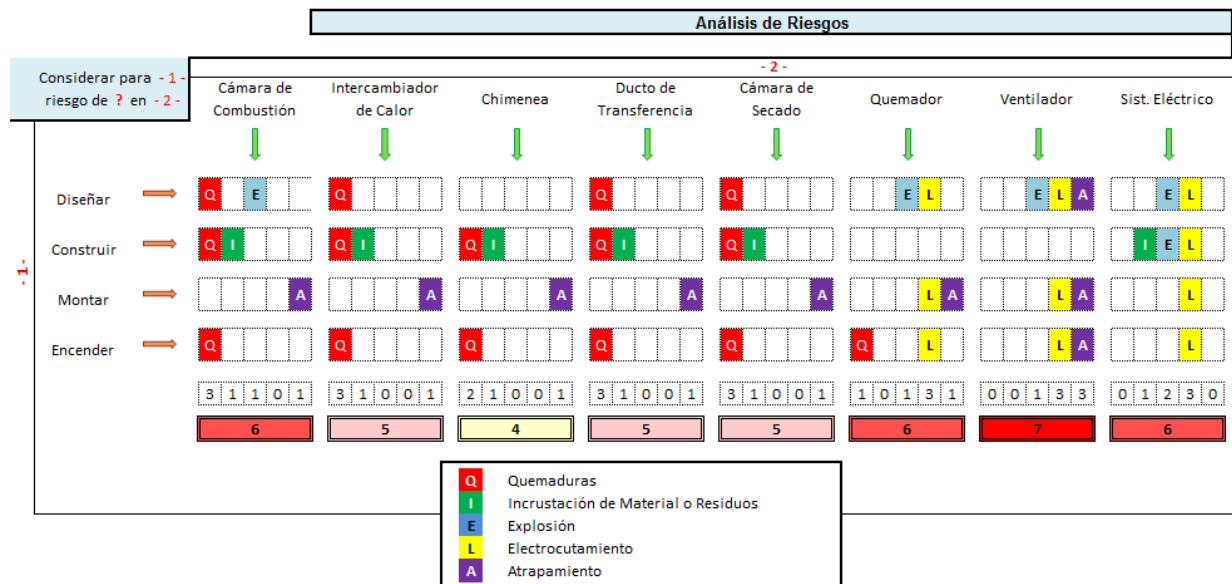 Análisis de Riesgos
- 2 -
Considerar para - 1 -
riesgo de ? en - 2 -
Cámara de
Combustión
Intercambiador
de Calor
Chimenea
Ducto de
Transferencia
Cámara de
Secado
Quemador
Ventilador
Sist. Eléctrico
- 1 -
Diseñar Q E Q Q Q E L E L A E L
Construir Q I Q I Q I Q I Q I I E L
Montar A A A A A L A L A L
Encender Q Q Q Q Q Q L L A L
3 1 1 0 1 3 1 0 0 1 2 1 0 0 1 3 1 0 0 1 3 1 0 0 1 1 0 1 3 1 0 0 1 3 3 0 1 2 3 0
6 5 4 5 5 6 7 6
Q Quemaduras
I Incrustación de Material o Residuos
E Explosión
L Electrocutamiento
A Atrapamiento